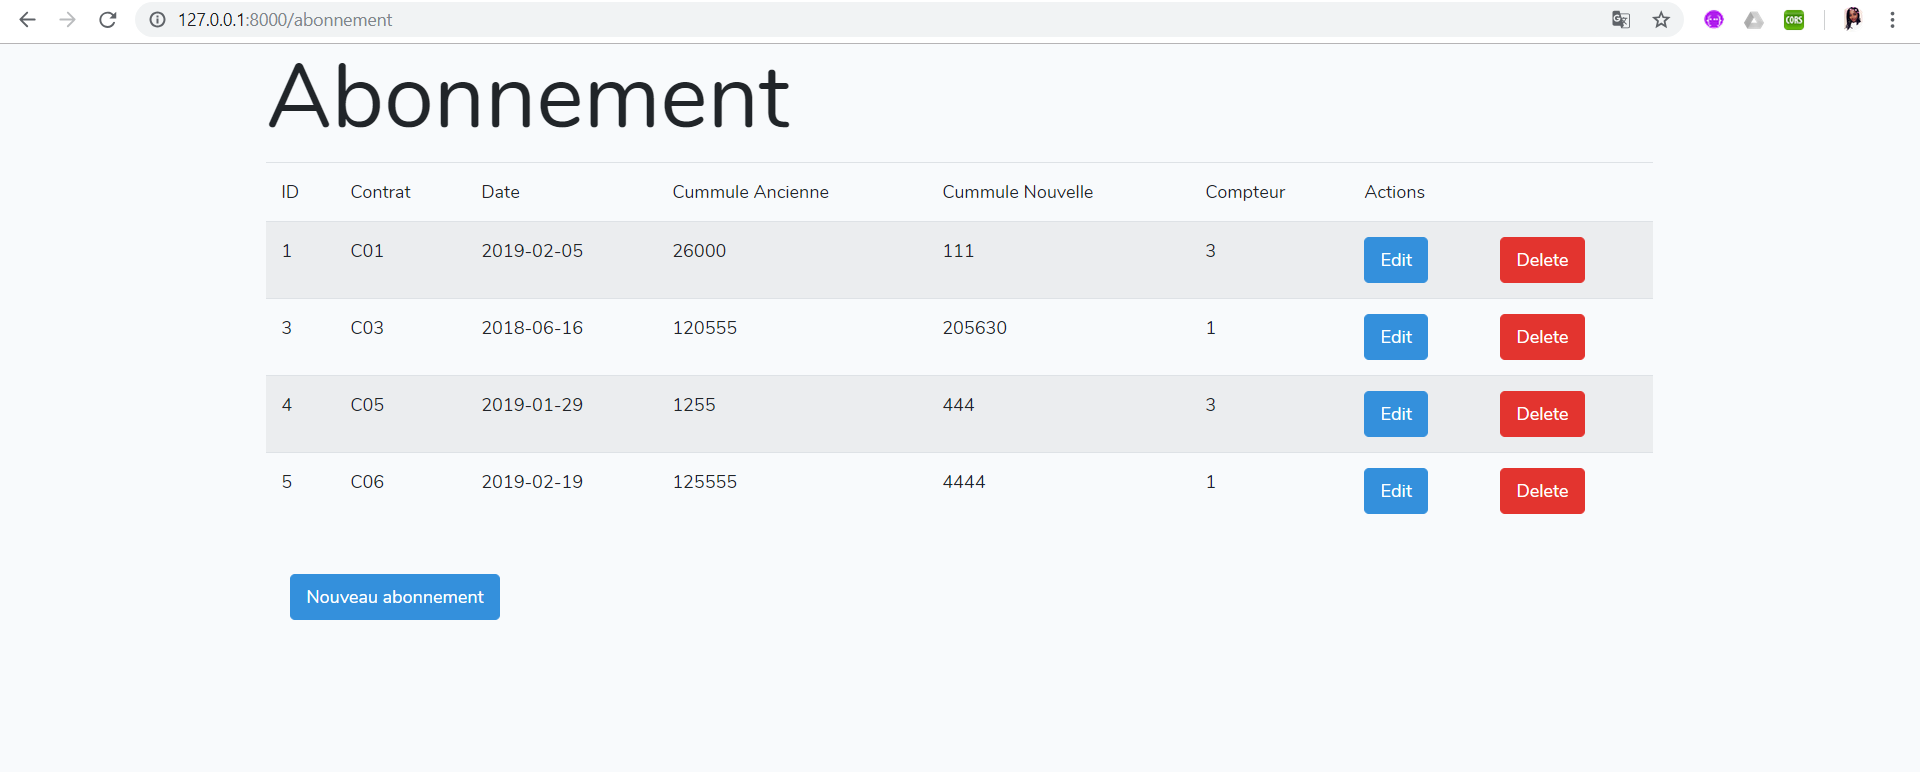 127.0.0.1:8000/abonnement
CORS
Abonnement
ID Contrat Date Cummule Ancienne Cummule Nouvelle Compteur Actions
1 C01 2019-02-05 26000 111 3 Edit Delete
3 C03 2018-06-16 120555 205630 1 Edit Delete
4 C05 2019-01-29 1255 444 3 Edit Delete
5 C06 2019-02-19 125555 4444 1 Edit Delete
Nouveau abonnement